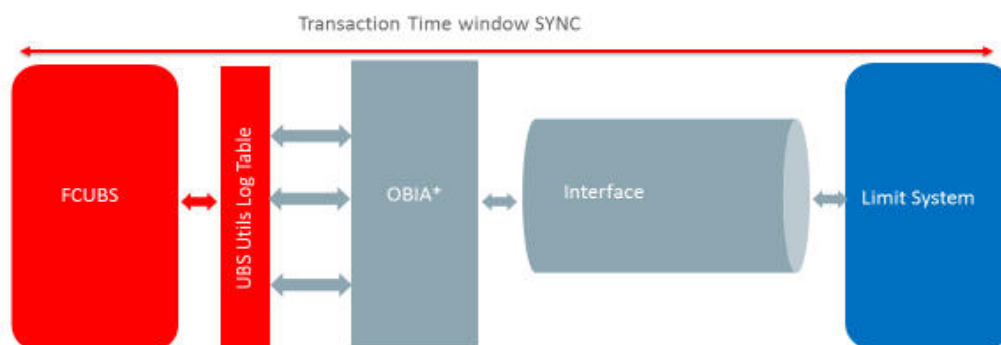 Transaction Time window SYNC
FCUBS
UBS Utils Log Table
OBIA+
Interface
Limit System